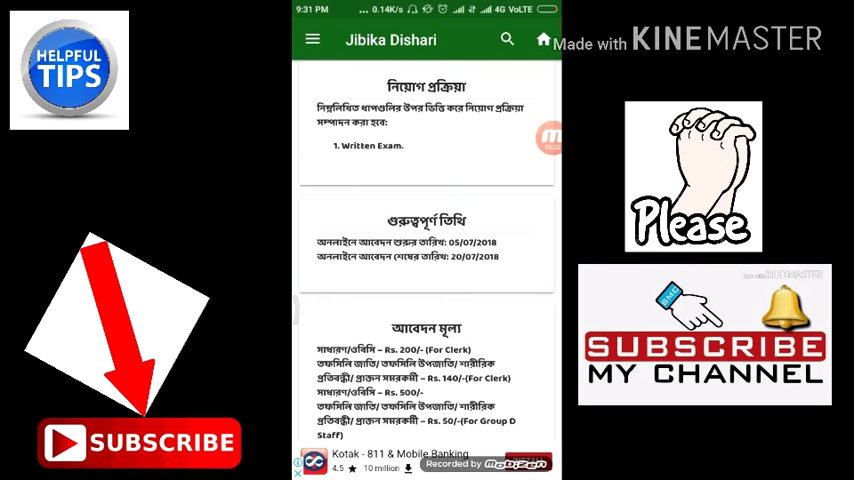 9:31 PM
... 0.14K/s
4G VoLTE
HELPFUL
TIPS
Jibika Dishari
Made with KINEMASTER
নিয়োগ প্রক্রিয়া
নিম্নলিখিত ধাপগুলির উপর ভিত্তি করে নিয়োগ প্রক্রিয়া
সম্পাদন করা হবে:
1. Written Exam.
Please
গুরুত্বপূর্ণ তিথি
অনলাইনে আবেদন শুরুর তারিখ: 05/07/2018
অনলাইনে আবেদন শেষের তারিখ: 20/07/2018
SMC
SUBSCRIBE
MY CHANNEL
আবেদন মূল্য
সাধারণ/ওবিসি – Rs. 200/- (For Clerk)
তফসিলি জাতি/ তফসিলি উপজাতি/ শারীরিক
প্রতিবন্ধী/ প্রাক্তন সমরকর্মী – Rs. 140/-(For Clerk)
সাধারণ/ওবিসি – Rs. 500/-
তফসিলি জাতি/ তফসিলি উপজাতি/ শারীরিক
প্রতিবন্ধী/ প্রাক্তন সমরকর্মী – Rs. 50/-(For Group D
Staff)
SUBSCRIBE
Kotak - 811 & Mobile Banking
4.5 ★ 10 million
Recorded by mobizen